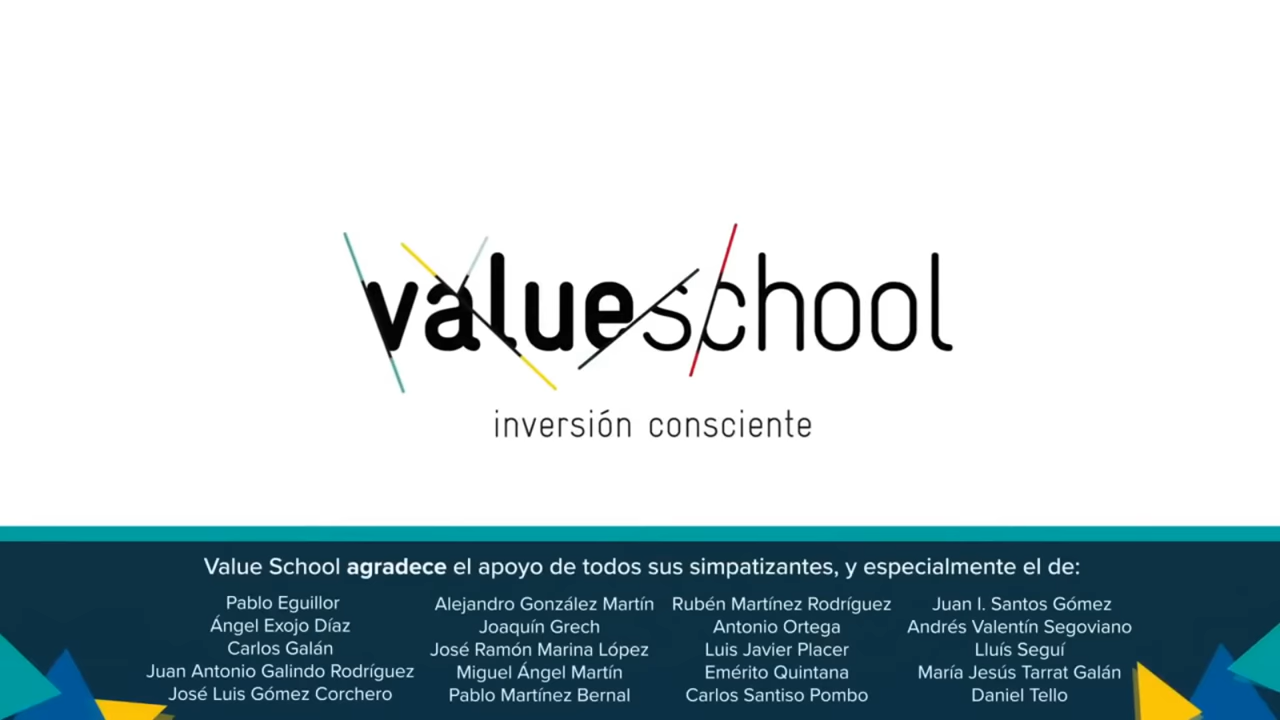 valueschool
inversión consciente
Value School agradece el apoyo de todos sus simpatizantes, y especialmente el de:
Pablo Eguillor
Ángel Exojo Díaz
Carlos Galán
Juan Antonio Galindo Rodríguez
José Luis Gómez Corchero
Alejandro González Martín
Joaquín Grech
José Ramón Marina López
Miguel Ángel Martín
Pablo Martínez Bernal
Rubén Martínez Rodríguez
Antonio Ortega
Luis Javier Placer
Emérito Quintana
Carlos Santiso Pombo
Juan I. Santos Gómez
Andrés Valentín Segoviano
Lluís Seguí
María Jesús Tarrat Galán
Daniel Tello